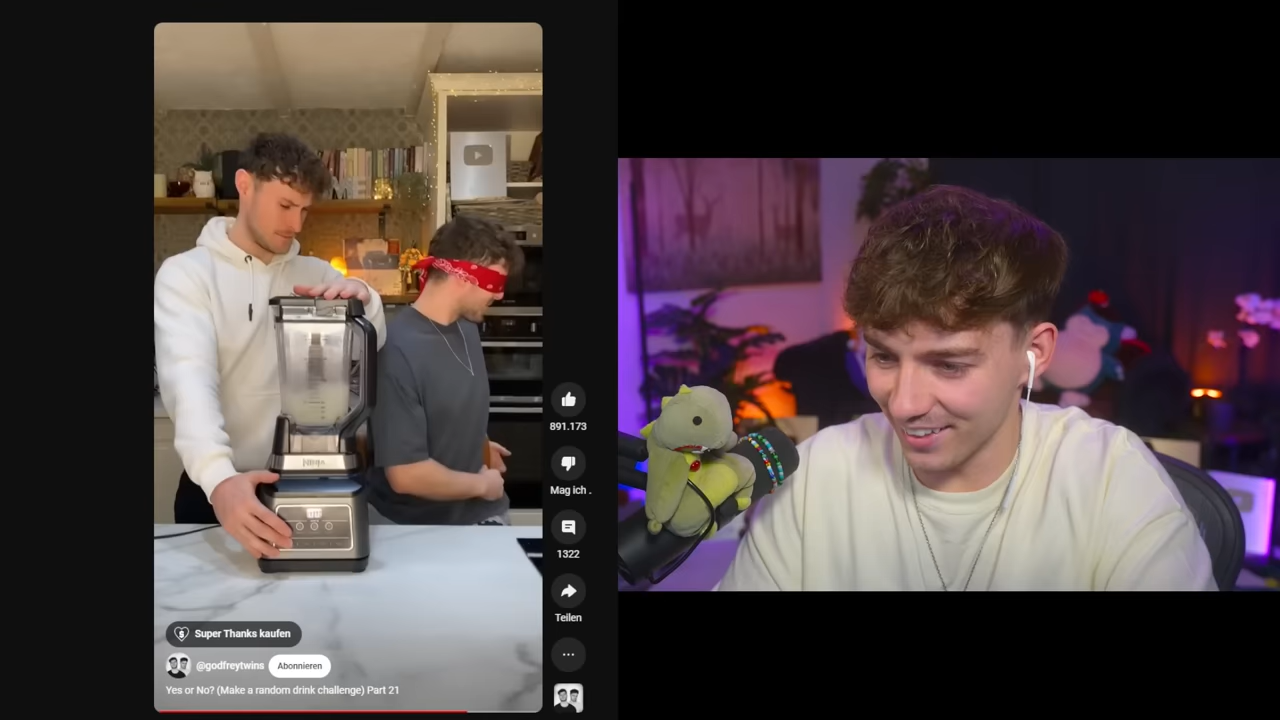 NINJA
891.173
Mag ich .
1322
Teilen
Super Thanks kaufen
@godfreytwins
Abonnieren
Yes or No? (Make a random drink challenge) Part 21